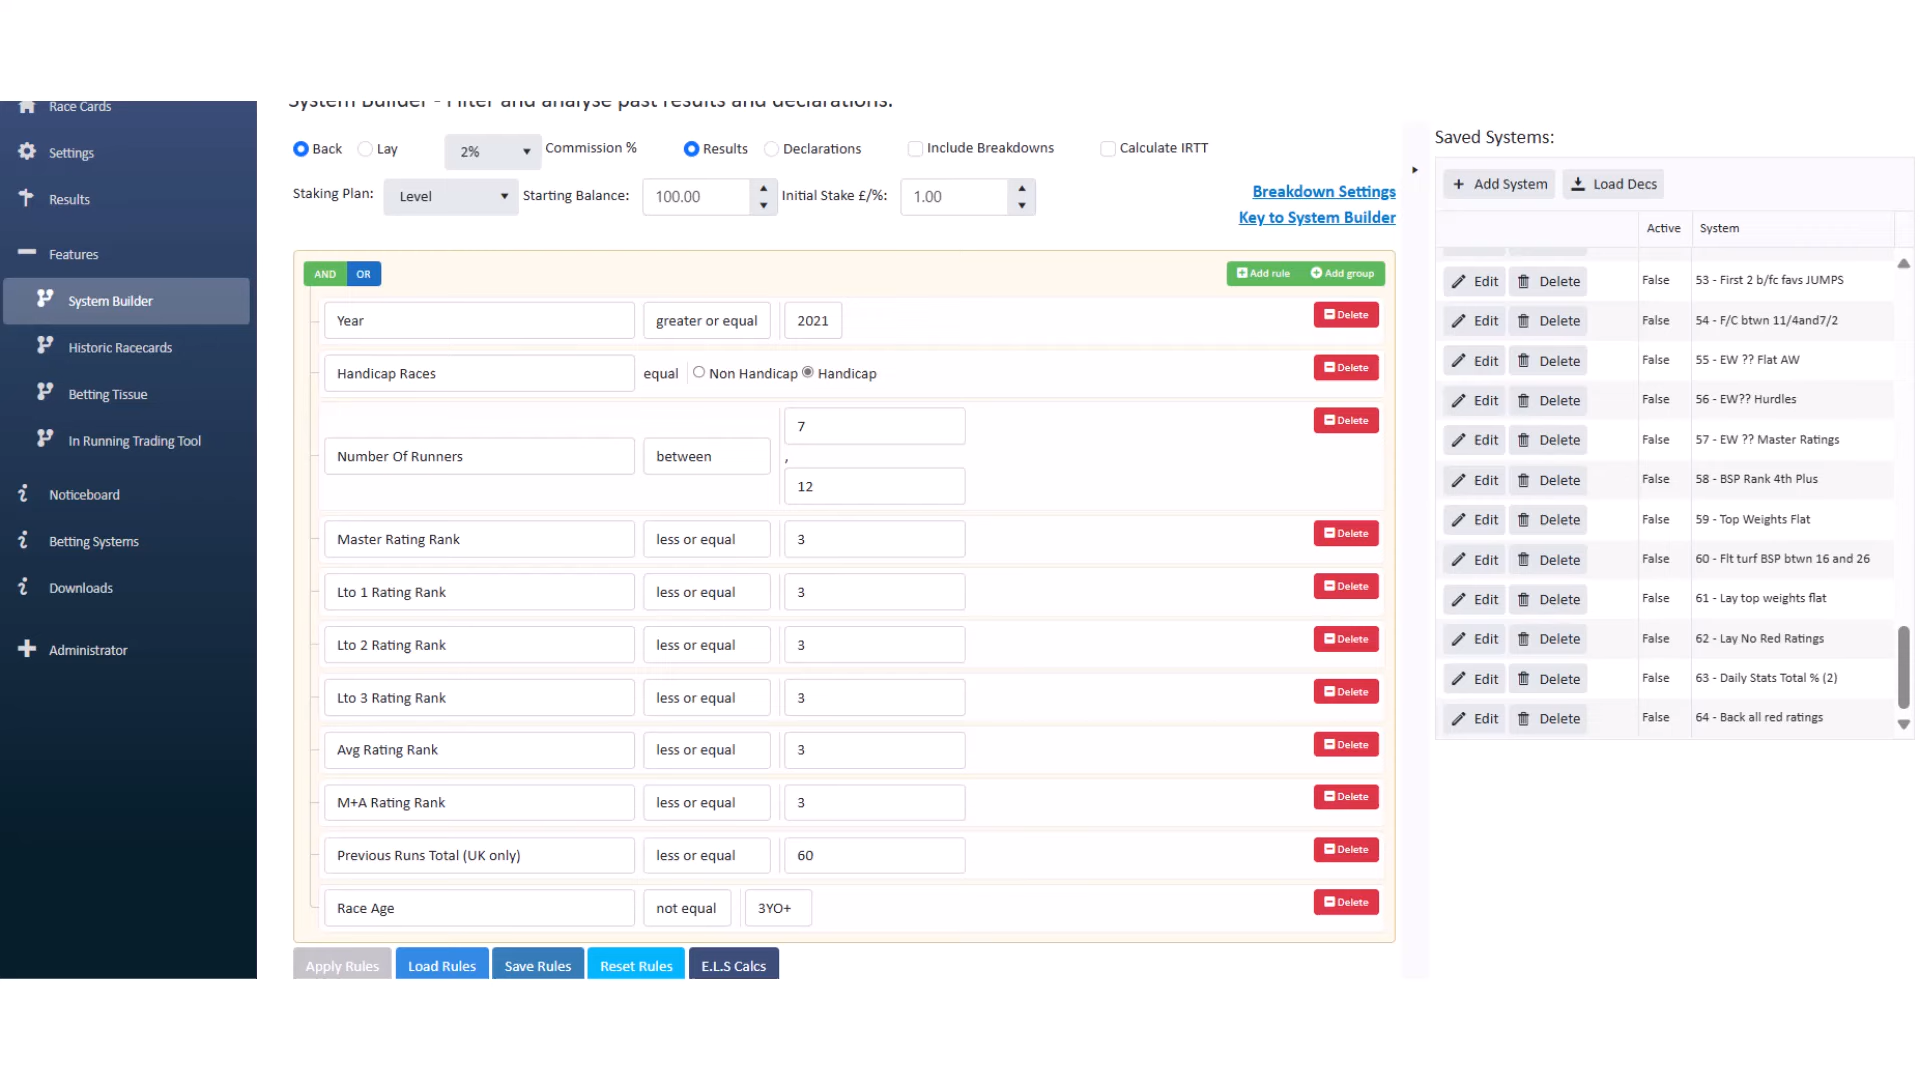 Race Cards
Settings
Results
Features
System Builder
Historic Racecards
Betting Tissue
In Running Trading Tool
Noticeboard
Betting Systems
Downloads
Administrator
System Builder - Filter and analyse past results and declarations.
Back Lay 2% Commission % Results Declarations Include Breakdowns Calculate IRTT
Staking Plan: Level Starting Balance: 100.00 Initial Stake £/%: 1.00
Breakdown Settings
Key to System Builder
AND OR Add rule Add group
Year greater or equal 2021 Delete
Handicap Races equal Non Handicap Handicap Delete
Number Of Runners between 7 , 12 Delete
Master Rating Rank less or equal 3 Delete
Lto 1 Rating Rank less or equal 3 Delete
Lto 2 Rating Rank less or equal 3 Delete
Lto 3 Rating Rank less or equal 3 Delete
Avg Rating Rank less or equal 3 Delete
M+A Rating Rank less or equal 3 Delete
Previous Runs Total (UK only) less or equal 60 Delete
Race Age not equal 3YO+ Delete
Apply Rules Load Rules Save Rules Reset Rules E.L.S Calcs
Saved Systems:
+ Add System Load Decs
Active System
Edit Delete False 53 - First 2 b/fc favs JUMPS
Edit Delete False 54 - F/C btwn 11/4and7/2
Edit Delete False 55 - EW ?? Flat AW
Edit Delete False 56 - EW?? Hurdles
Edit Delete False 57 - EW ?? Master Ratings
Edit Delete False 58 - BSP Rank 4th Plus
Edit Delete False 59 - Top Weights Flat
Edit Delete False 60 - Flt turf BSP btwn 16 and 26
Edit Delete False 61 - Lay top weights flat
Edit Delete False 62 - Lay No Red Ratings
Edit Delete False 63 - Daily Stats Total % (2)
Edit Delete False 64 - Back all red ratings